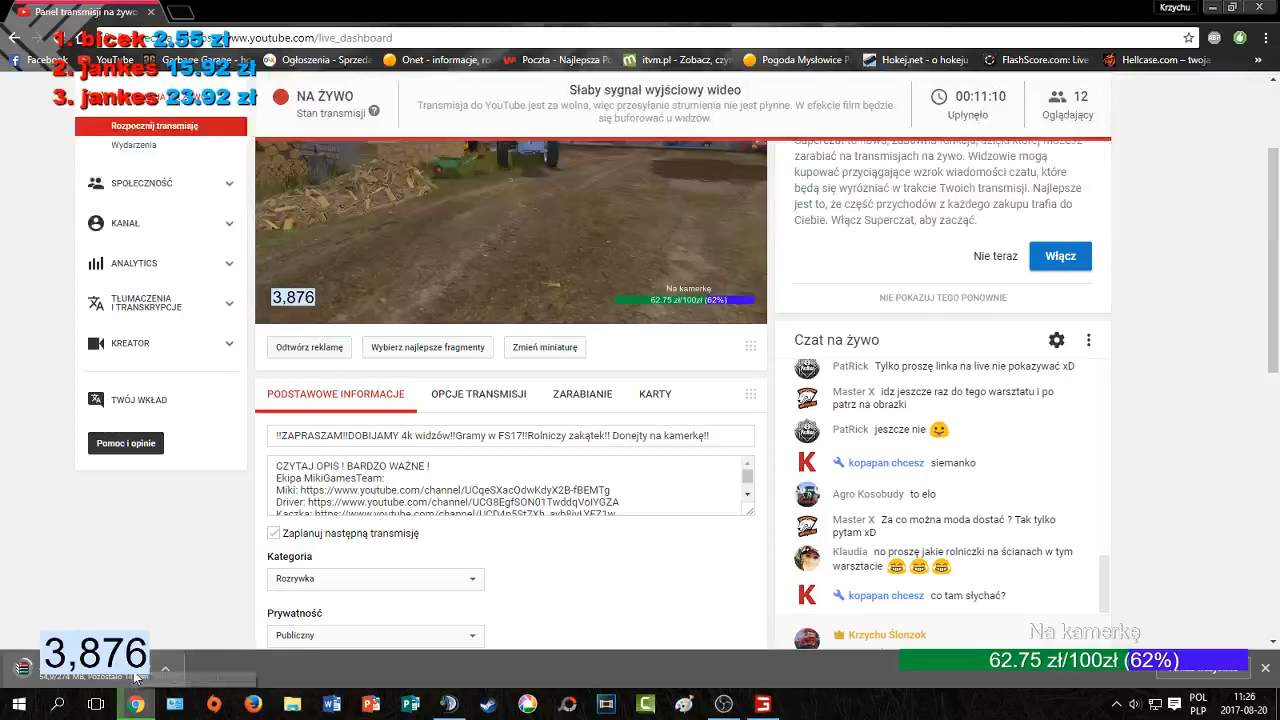 Panel transmisji na żywo
Krzychu
www.youtube.com/live_dashboard
1. bicek 2.55 zł
2. jankes 15.92 zł
3. jankes 23.92 zł
Facebook
YouTube
Garbage Garage - ho
Ogłoszenia - Sprzeda
Onet - informacje, ro
Poczta - Najlepsza Po
itvm.pl - Zobacz, czy
Pogoda Mysłowice
Hokej.net - o hokeju
FlashScore.com: Live
Hellcase.com – twoja
Rozpocznij transmisję
Wydarzenia
SPOŁECZNOŚĆ
KANAŁ
ANALYTICS
TŁUMACZENIA
I TRANSKRYPCJE
KREATOR
TWÓJ WKŁAD
Pomoc i opinie
NA ŻYWO
Stan transmisji ?
Słaby sygnał wyjściowy wideo
Transmisja do YouTube jest za wolna, więc przesyłanie strumienia nie jest płynne. W efekcie film będzie
się buforować u widzów.
00:11:10
Upłynęło
12
Oglądający
3,876
Na kamerkę
62.75 zł/100zł (62%)
Odtwórz reklamę
Wybierz najlepsze fragmenty
Zmień miniaturę
PODSTAWOWE INFORMACJE
OPCJE TRANSMISJI
ZARABIANIE
KARTY
!!ZAPRASZAM!!DOBIJAMY 4k widzów!!Gramy w FS17!!Rolniczy zakątek!! Donejty na kamerkę!!
CZYTAJ OPIS ! BARDZO WAŻNE !
Ekipa MikiGamesTeam:
Miki: https://www.youtube.com/channel/UCqeSXacOdwKdyX2B-fBEMTg
Driver: https://www.youtube.com/channel/UCG8EgfSON01TwddqVoIYGZA
Zaplanuj następną transmisję
Kategoria
Rozrywka
Prywatność
Publiczny
Superczat to nowa, zabawna funkcja, dzięki której możesz
zarabiać na transmisjach na żywo. Widzowie mogą
kupować przyciągające wzrok wiadomości czatu, które
będą się wyróżniać w trakcie Twoich transmisji. Najlepsze
jest to, że część przychodów z każdego zakupu trafia do
Ciebie. Włącz Superczat, aby zacząć.
Nie teraz
Włącz
NIE POKAZUJ TEGO PONOWNIE
Czat na żywo
PatRick Tylko proszę linka na live nie pokazywać xD
Master X idz jeszcze raz do tego warsztatu i po
patrz na obrazki
PatRick jeszcze nie
kopapan chcesz siemanko
Agro Kosobudy to elo
Master X Za co można moda dostać ? Tak tylko
pytam xD
Klaudia no proszę jakie rolniczki na ścianach w tym
warsztacie
kopapan chcesz co tam słychać?
Krzychu Ślonzok
Na kamerkę
62.75 zł/100zł (62%)
3,876
54,9/274 MB, Pozostało
POL
PLP
11:26
2017-08-20